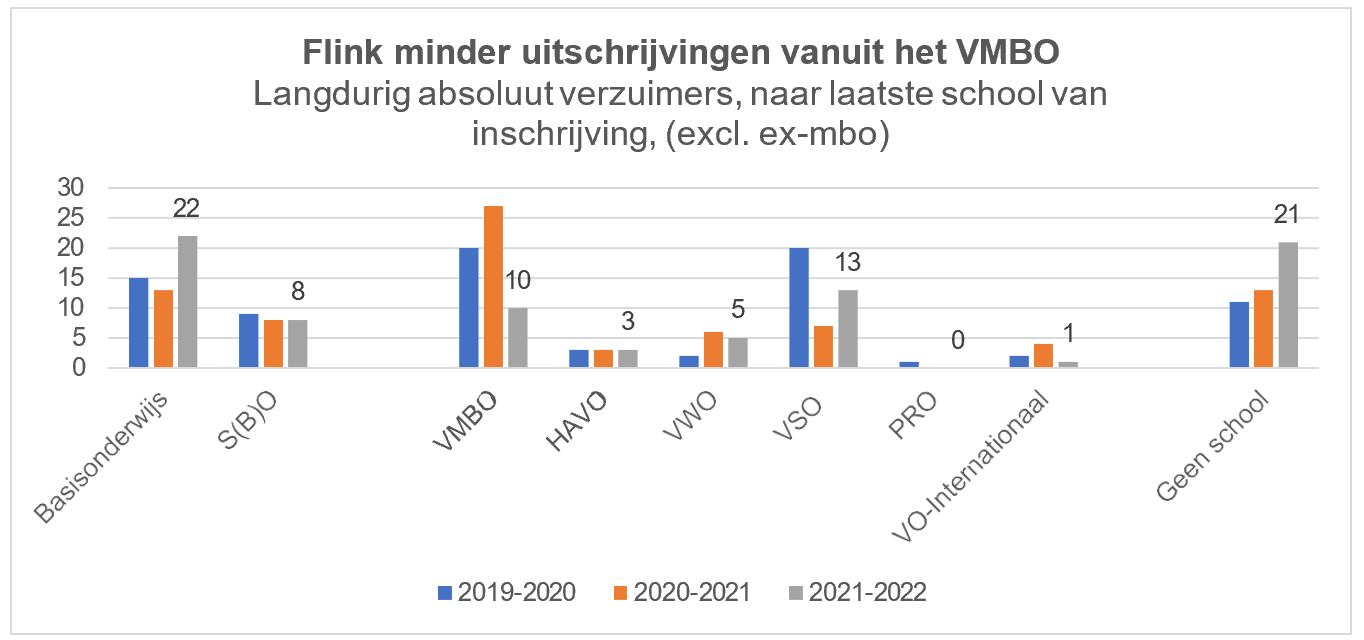 Flink minder uitschrijvingen vanuit het VMBO
Langdurig absoluut verzuimers, naar laatste school van
inschrijving, (excl. ex-mbo)
30
25
20
15
10
5
0
22
8
10
3
5
13
0
1
21
Basisonderwijs
S(B)O
VMBO
HAVO
VWO
VSO
PRO
VO-Internationaal
Geen school
2019-2020
2020-2021
2021-2022